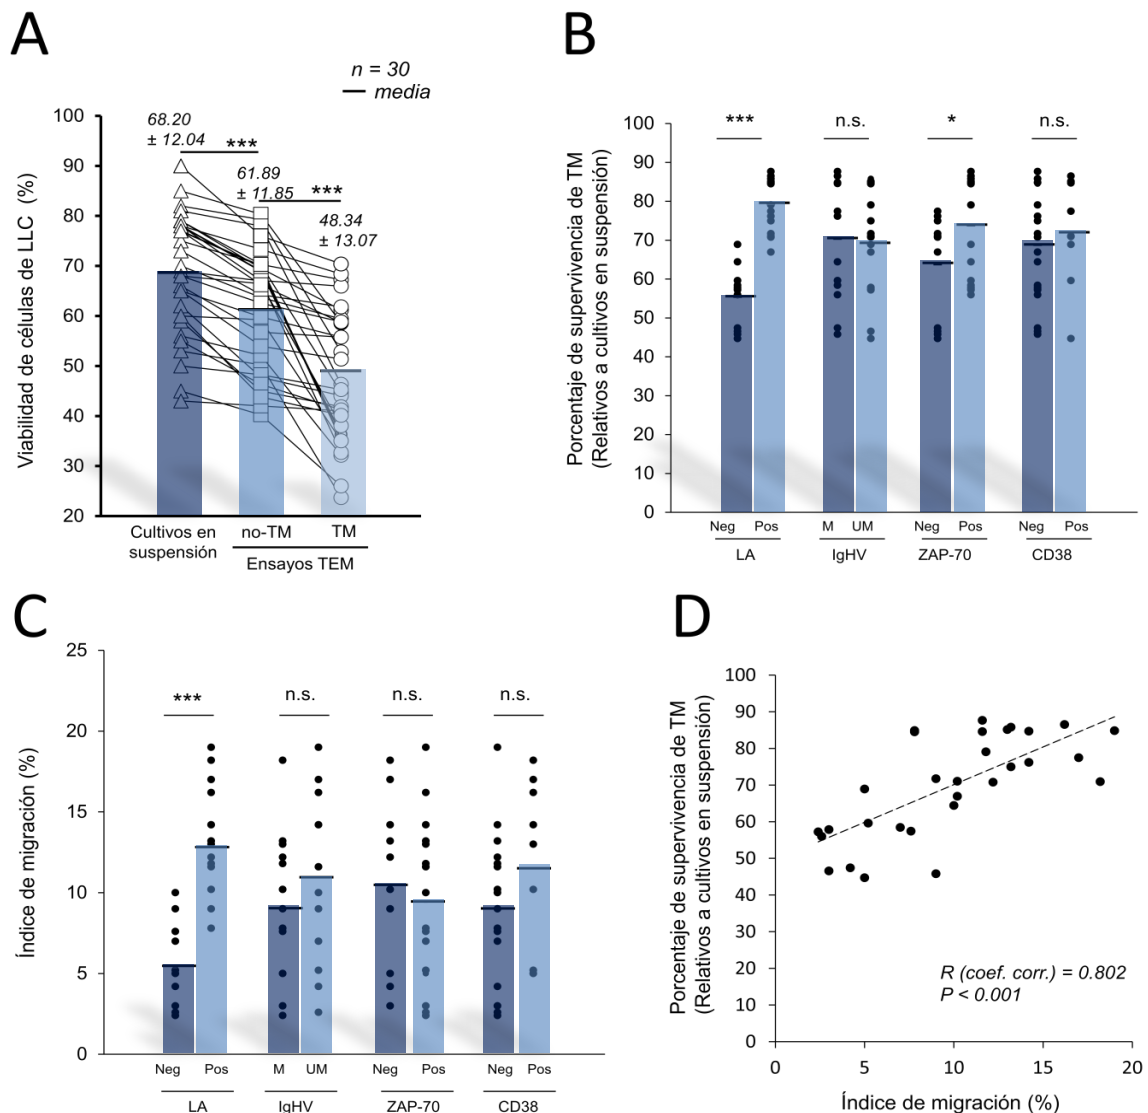 A
n = 30
media
68.20
± 12.04
***
61.89
± 11.85
***
48.34
± 13.07
Viabilidad de células de LLC (%)
100
90
80
70
60
50
40
30
20
Cultivos en
suspensión
no-TM
TM
Ensayos TEM
B
Porcentaje de supervivencia de TM
(Relativos a cultivos en suspensión)
100
90
80
70
60
50
40
30
20
10
0
***
n.s.
*
n.s.
Neg Pos M UM Neg Pos Neg Pos
LA IgHV ZAP-70 CD38
C
Índice de migración (%)
25
20
15
10
5
0
***
n.s.
n.s.
n.s.
Neg Pos M UM Neg Pos Neg Pos
LA IgHV ZAP-70 CD38
D
Porcentaje de supervivencia de TM
(Relativos a cultivos en suspensión)
100
90
80
70
60
50
40
30
20
10
0
R (coef. corr.) = 0.802
P < 0.001
0 5 10 15 20
Índice de migración (%)